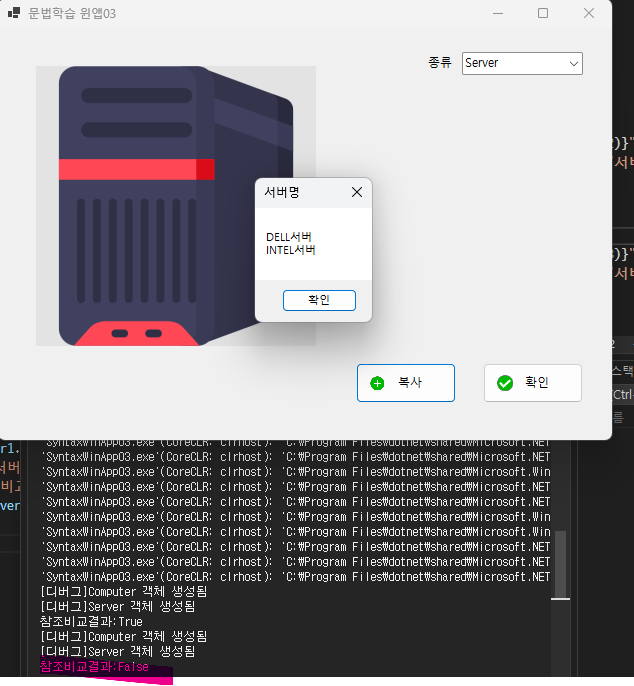 문법학습 윈앱03
종류 Server
)}"
서버
서버명
DELL서버
INTEL서버
)}"
서버
확인
2
스택
복사
확인
Ctrl+
름
r1.
서버
비교
ver
'SyntaxWinApp03.exe'(CoreCLR: clrhost): 'C:\Program Files\dotnet\shared\Microsoft.NET
'SyntaxWinApp03.exe'(CoreCLR: clrhost): 'C:\Program Files\dotnet\shared\Microsoft.NET
'SyntaxWinApp03.exe'(CoreCLR: clrhost): 'C:\Program Files\dotnet\shared\Microsoft.Win
'SyntaxWinApp03.exe'(CoreCLR: clrhost): 'C:\Program Files\dotnet\shared\Microsoft.NET
'SyntaxWinApp03.exe'(CoreCLR: clrhost): 'C:\Program Files\dotnet\shared\Microsoft.NET
'SyntaxWinApp03.exe'(CoreCLR: clrhost): 'C:\Program Files\dotnet\shared\Microsoft.Win
'SyntaxWinApp03.exe'(CoreCLR: clrhost): 'C:\Program Files\dotnet\shared\Microsoft.Win
'SyntaxWinApp03.exe'(CoreCLR: clrhost): 'C:\Program Files\dotnet\shared\Microsoft.NET
'SyntaxWinApp03.exe'(CoreCLR: clrhost): 'C:\Program Files\dotnet\shared\Microsoft.NET
'SyntaxWinApp03.exe'(CoreCLR: clrhost): 'C:\Program Files\dotnet\shared\Microsoft.NET
[디버그]Computer 객체 생성됨
[디버그]Server 객체 생성됨
참조비교결과:True
[디버그]Computer 객체 생성됨
[디버그]Server 객체 생성됨
참조비교결과:False